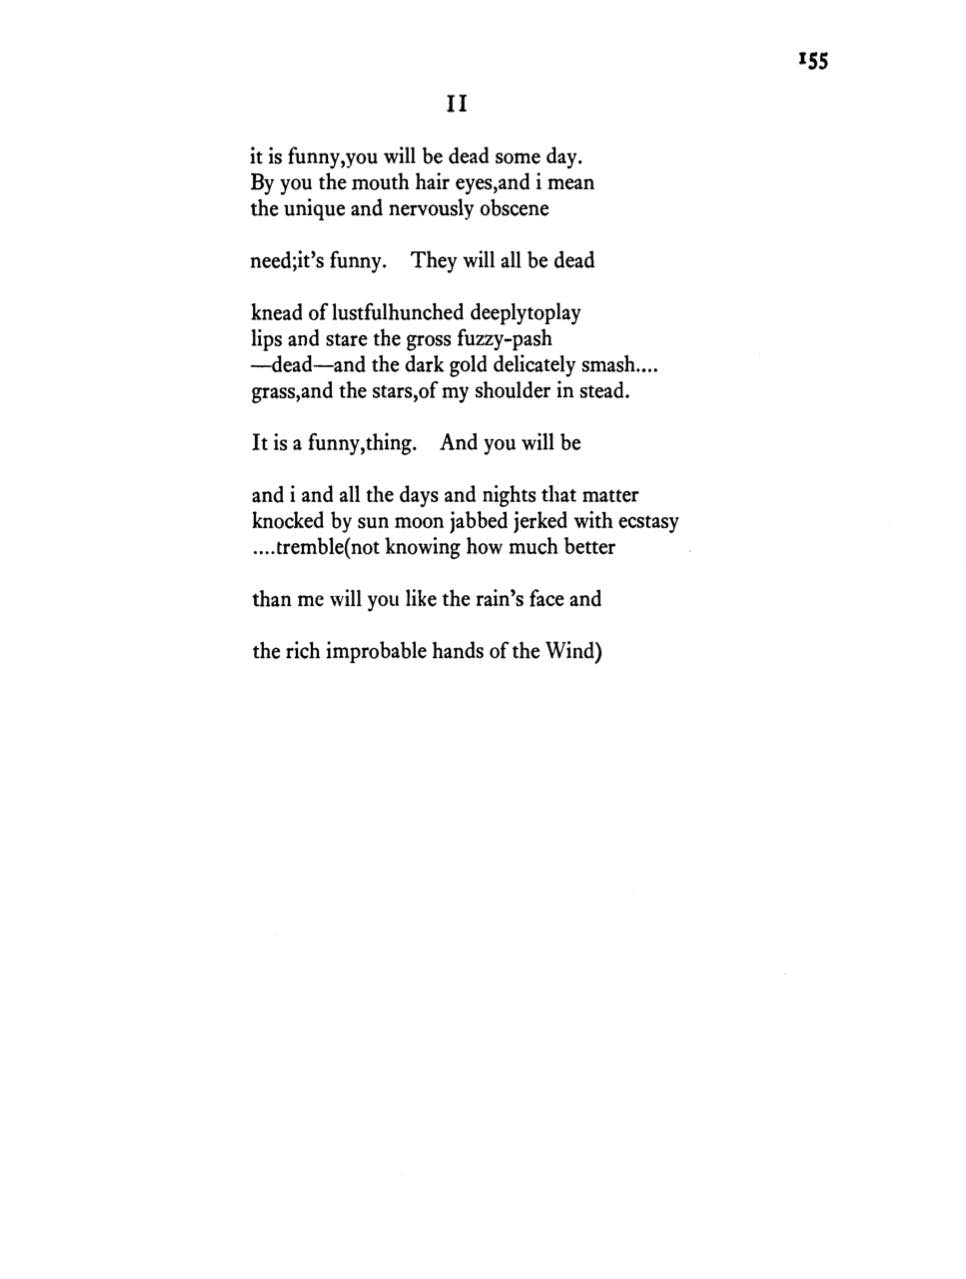 155
II
it is funny,you will be dead some day.
By you the mouth hair eyes,and i mean
the unique and nervously obscene
need;it's funny. They will all be dead
knead of lustfulhunched deeplytoplay
lips and stare the gross fuzzy-pash
—dead—and the dark gold delicately smash....
grass,and the stars,of my shoulder in stead.
It is a funny,thing. And you will be
and i and all the days and nights that matter
knocked by sun moon jabbed jerked with ecstasy
....tremble(not knowing how much better
than me will you like the rain's face and
the rich improbable hands of the Wind)